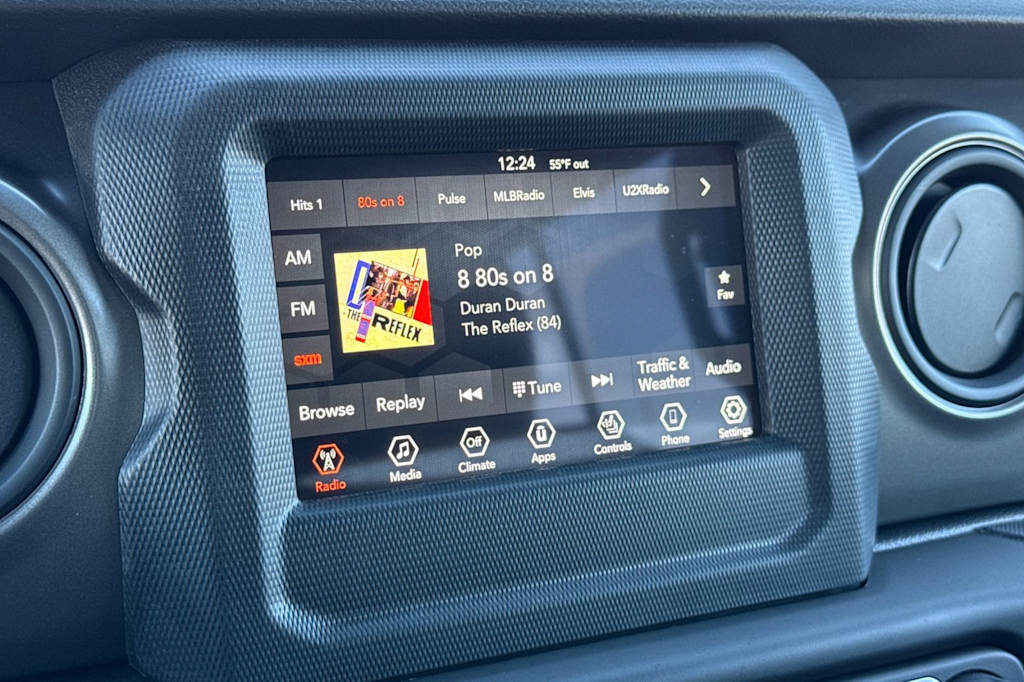 12:24 55°F out
Hits 1 80s on 8 Pulse MLBRadio Elvis U2XRadio
AM
FM
sxm
THE REFLEX
Pop
8 80s on 8
Duran Duran
The Reflex (84)
Fav
Browse Replay Tune Traffic & Weather Audio
Radio Media Off Climate Apps Controls Phone Settings